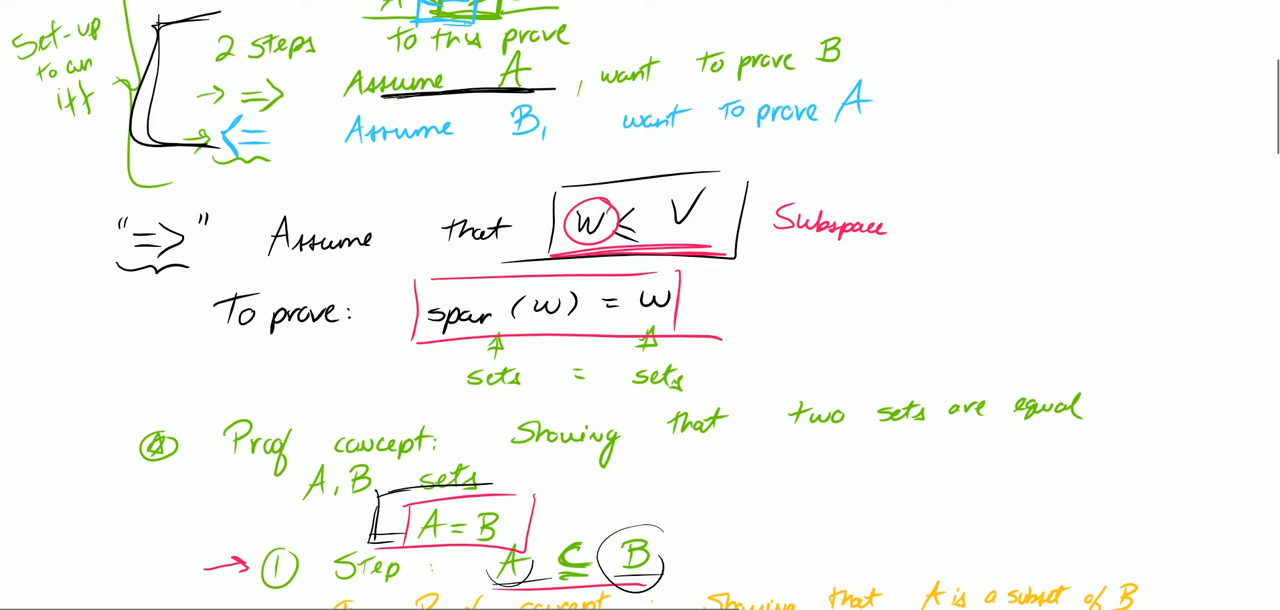 Set-up
to an
iff
to this prove
2 Steps
→ => Assume A, want to prove B
→ <= Assume B, want to prove A
"=>" Assume that W ≤ V Subspace
To prove: span (W) = W
sets = sets
Proof concept: Showing that two sets are equal
A, B sets
A = B
→ ① Step: A ⊆ B
Proof concept: Showing that A is a subset of B